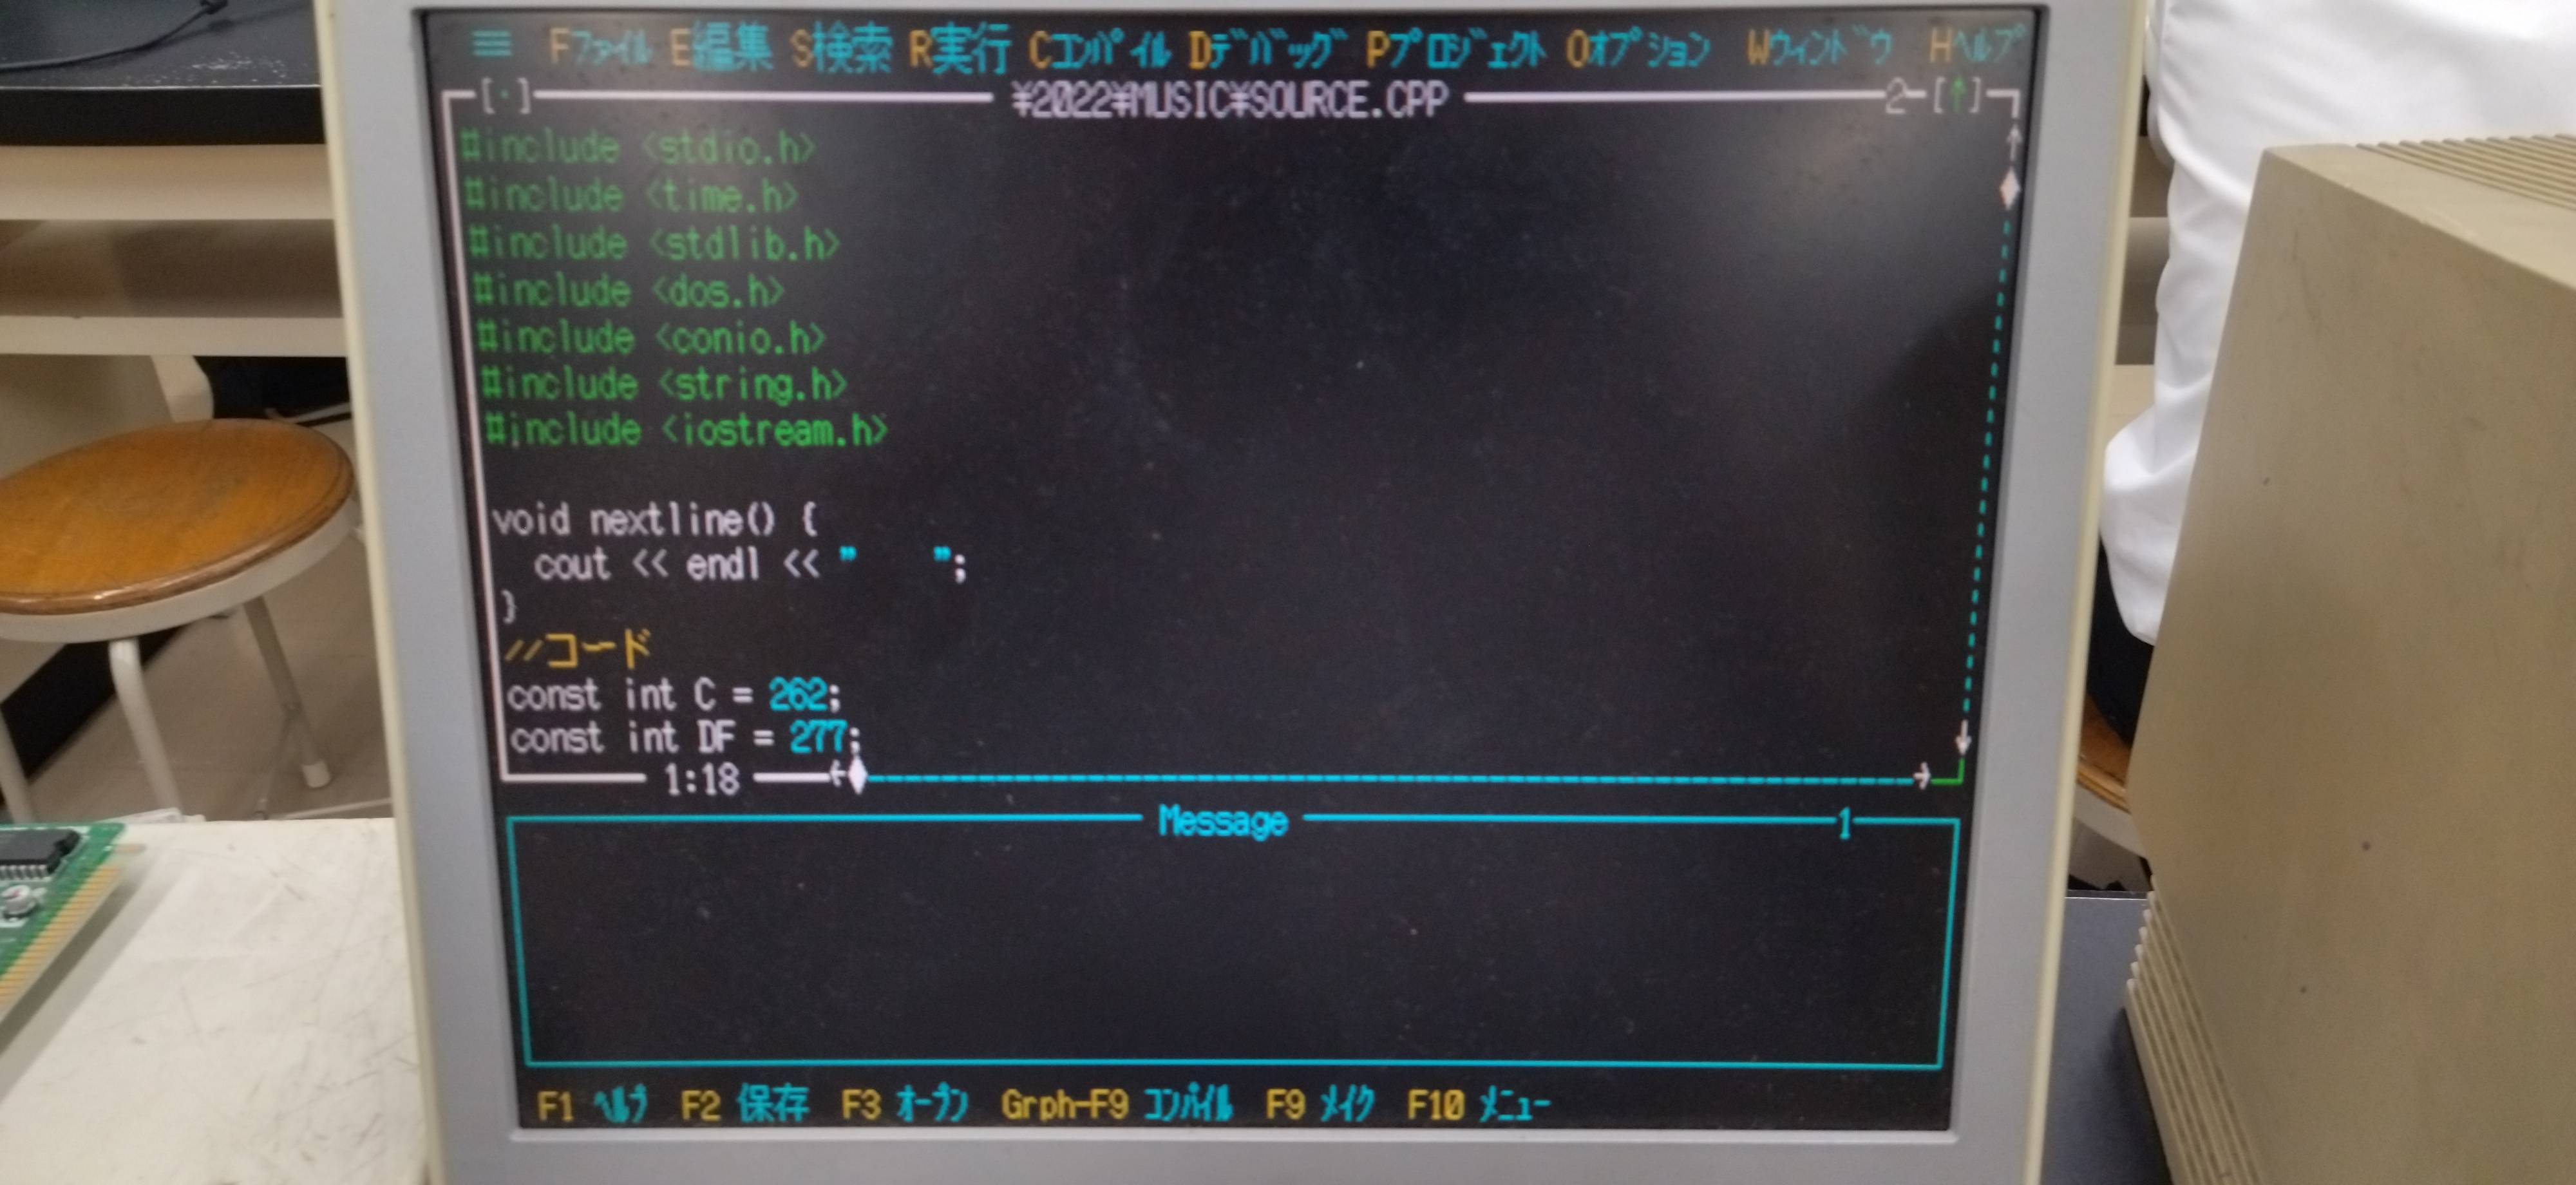 ≡ Fﾌｧｲﾙ E編集 S検索 R実行 Cｺﾝﾊﾟｲﾙ Dﾃﾞﾊﾞｯｸﾞ Pﾌﾟﾛｼﾞｪｸﾄ Oｵﾌﾟｼｮﾝ Wｳｨﾝﾄﾞｳ Hﾍﾙﾌﾟ
[·] ¥2022¥MUSIC¥SOURCE.CPP 2 [↑]
#include <stdio.h>
#include <time.h>
#include <stdlib.h>
#include <dos.h>
#include <conio.h>
#include <string.h>
#include <iostream.h>
void nextline() {
  cout << endl << "    ";
}
//コード
const int C = 262;
const int DF = 277;
1:18
Message 1
F1 ﾍﾙﾌﾟ F2 保存 F3 ｵｰﾌﾟﾝ Grph-F9 ｺﾝﾊﾟｲﾙ F9 ﾒｲｸ F10 ﾒﾆｭｰ